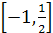 [-1, 1/2]